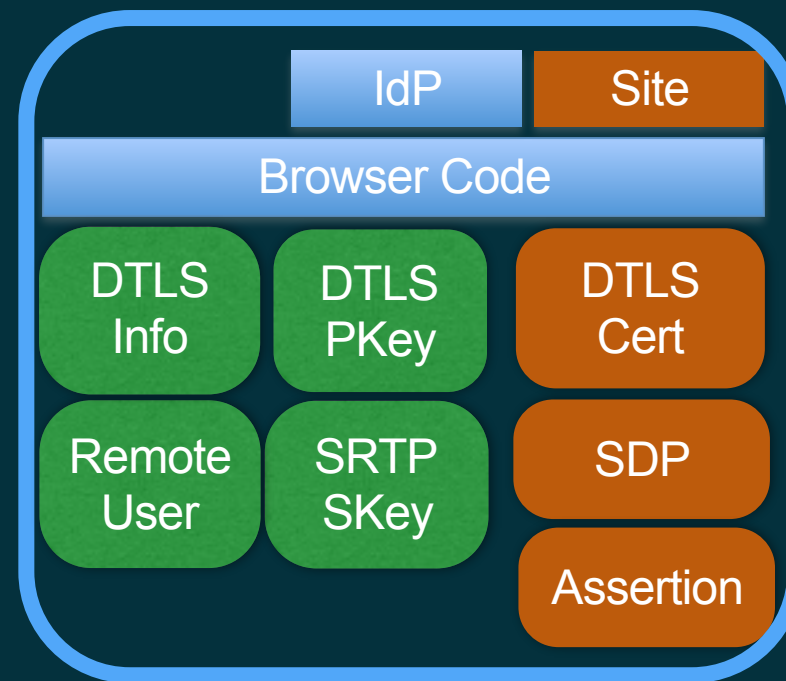 IdP
Site
Browser Code
DTLS
Info
DTLS
PKey
DTLS
Cert
Remote
User
SRTP
SKey
SDP
Assertion